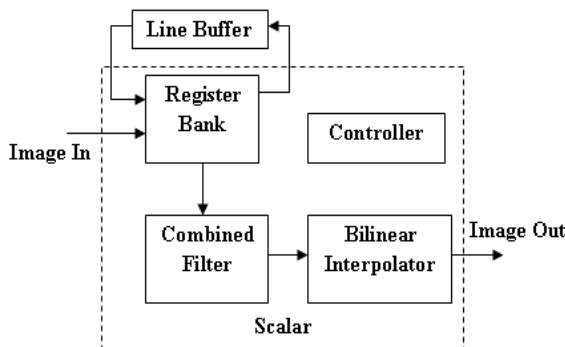 Line Buffer
Register
Bank
Controller
Image In
Combined
Filter
Bilinear
Interpolator
Image Out
Scalar